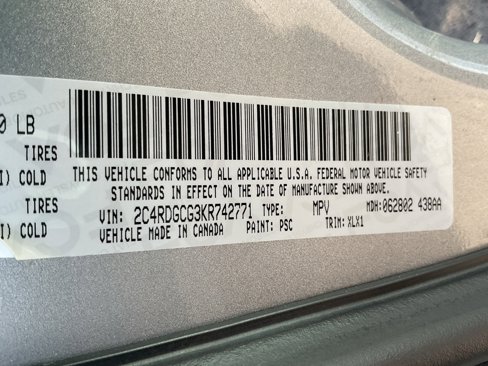 0 LB
TIRES
I) COLD
TIRES
I) COLD
THIS VEHICLE CONFORMS TO ALL APPLICABLE U.S.A. FEDERAL MOTOR VEHICLE SAFETY
STANDARDS IN EFFECT ON THE DATE OF MANUFACTURE SHOWN ABOVE.
VIN: 2C4RDGCG3KR742771 TYPE: MPV MDH:062802 438AA
VEHICLE MADE IN CANADA PAINT: PSC TRIM: XLX1